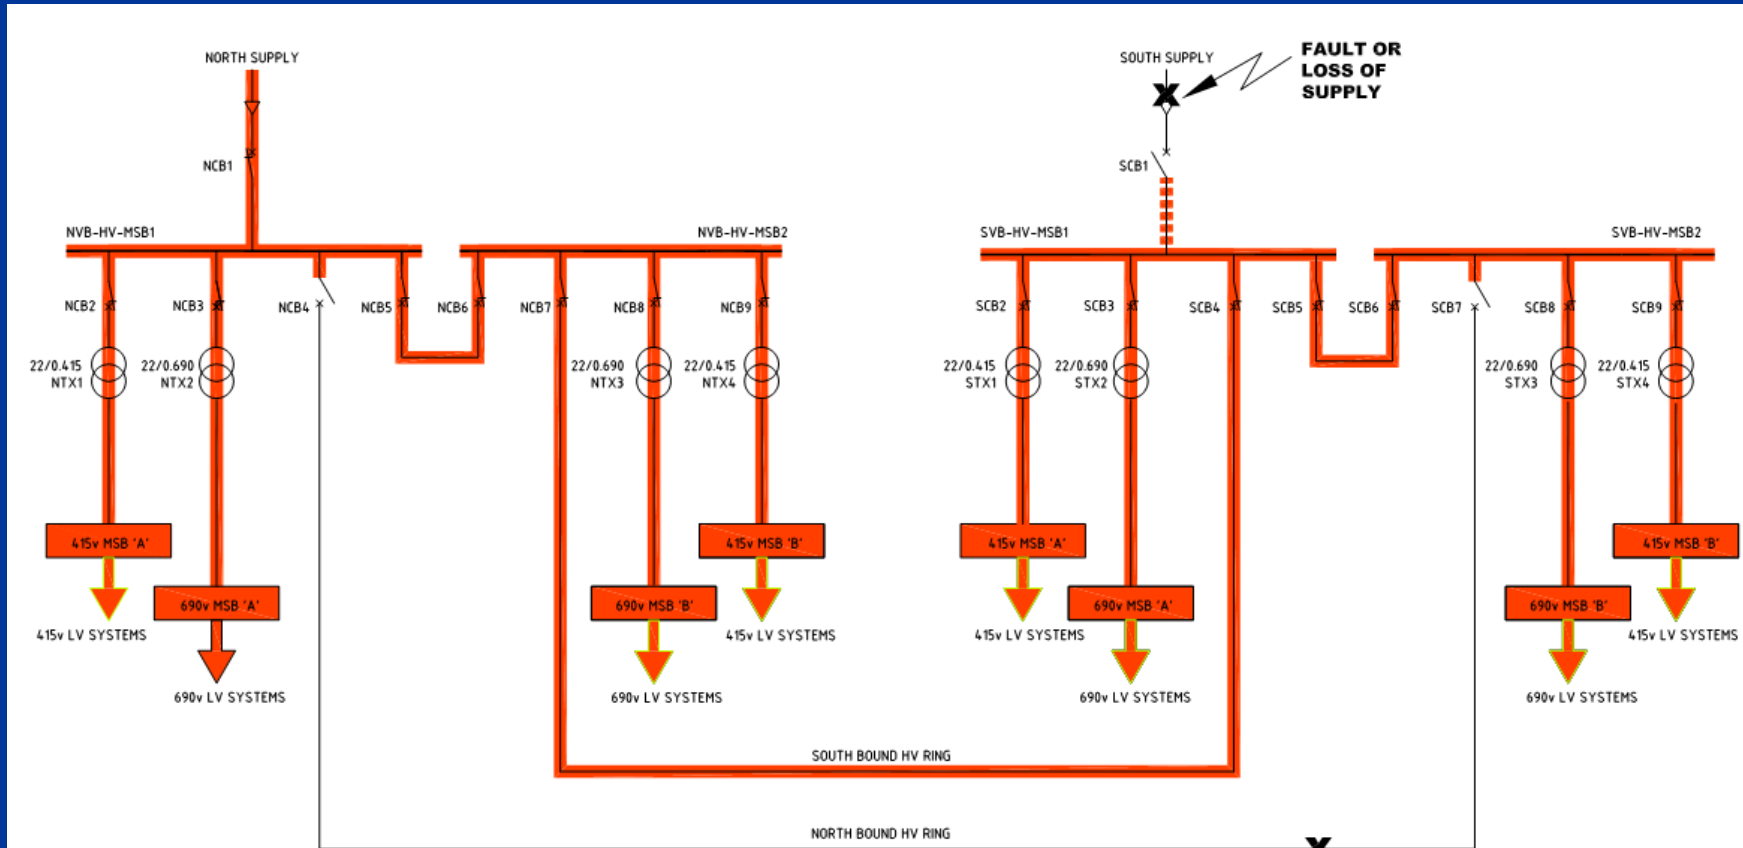 NORTH SUPPLY
SOUTH SUPPLY
FAULT OR
LOSS OF
SUPPLY
NCB1
SCB1
NVB-HV-MSB1
NVB-HV-MSB2
SVB-HV-MSB1
SVB-HV-MSB2
NCB2
NCB3
NCB4
NCB5
NCB6
NCB7
NCB8
NCB9
SCB2
SCB3
SCB4
SCB5
SCB6
SCB7
SCB8
SCB9
22/0.415
NTX1
22/0.690
NTX2
22/0.690
NTX3
22/0.415
NTX4
22/0.415
STX1
22/0.690
STX2
22/0.690
STX3
22/0.415
STX4
415v MSB 'A'
415v MSB 'B'
415v MSB 'A'
415v MSB 'B'
690v MSB 'A'
690v MSB 'B'
690v MSB 'A'
690v MSB 'B'
415v LV SYSTEMS
415v LV SYSTEMS
415v LV SYSTEMS
415v LV SYSTEMS
690v LV SYSTEMS
690v LV SYSTEMS
690v LV SYSTEMS
690v LV SYSTEMS
SOUTH BOUND HV RING
NORTH BOUND HV RING